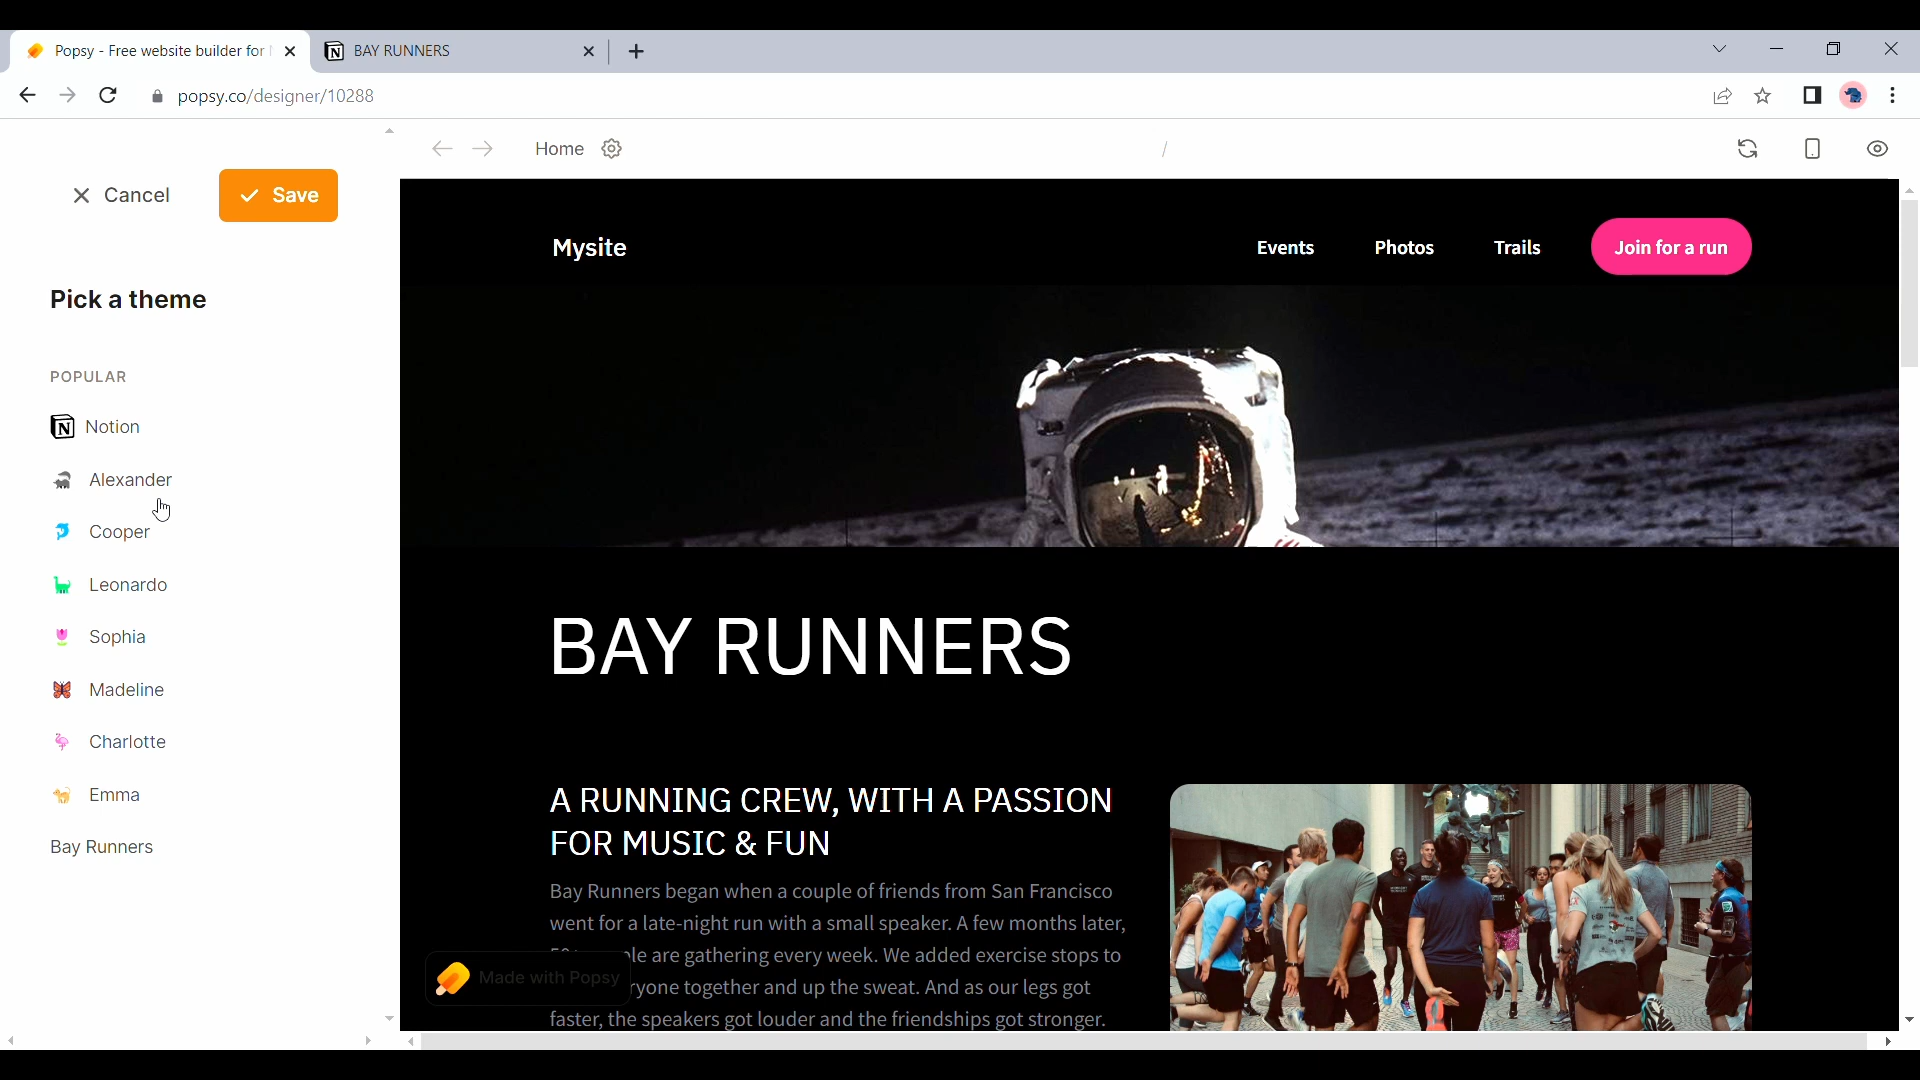 Popsy - Free website builder for
BAY RUNNERS
popsy.co/designer/10288
Home
/
Cancel
Save
Pick a theme
POPULAR
Notion
Alexander
Cooper
Leonardo
Sophia
Madeline
Charlotte
Emma
Bay Runners
Mysite
Events
Photos
Trails
Join for a run
BAY RUNNERS
A RUNNING CREW, WITH A PASSION
FOR MUSIC & FUN
Bay Runners began when a couple of friends from San Francisco
went for a late-night run with a small speaker. A few months later,
are gathering every week. We added exercise stops to
together and up the sweat. And as our legs got
faster, the speakers got louder and the friendships got stronger.
Made with Popsy